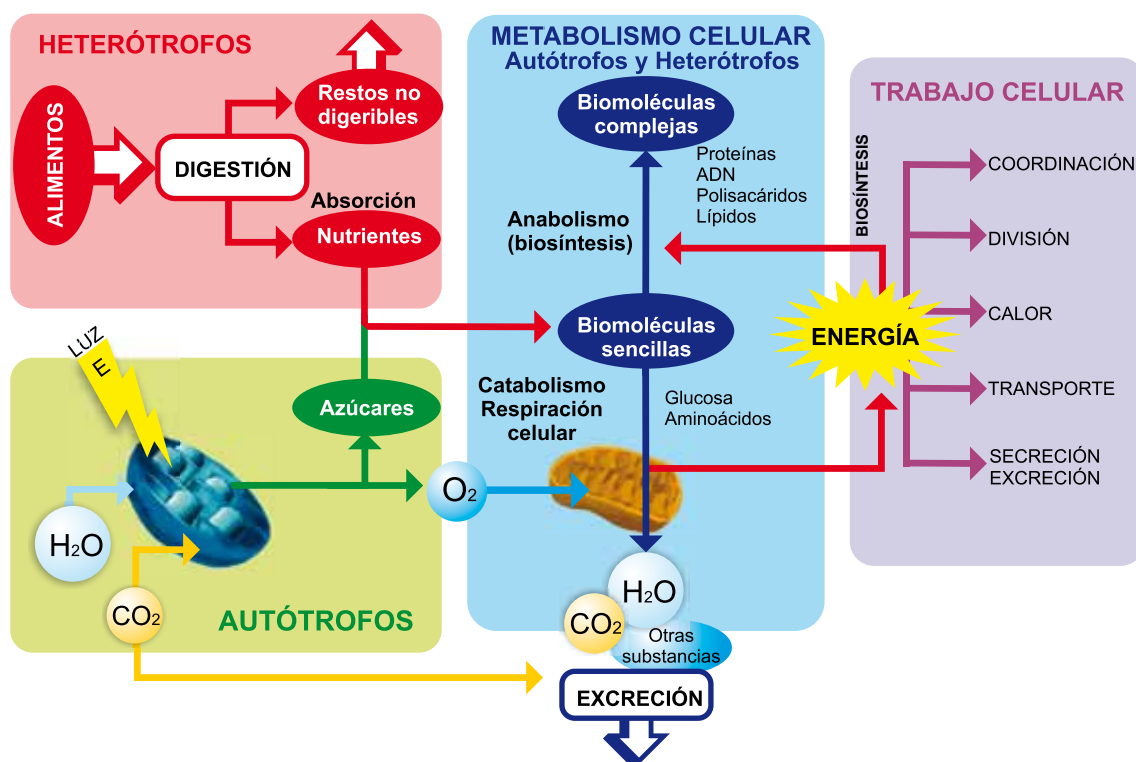 HETERÓTROFOS
ALIMENTOS
DIGESTIÓN
Restos no
digeribles
Absorción
Nutrientes
LUZ
E
Azúcares
H2O
CO2
O2
AUTÓTROFOS
METABOLISMO CELULAR
Autótrofos y Heterótrofos
Biomoléculas
complejas
Proteínas
ADN
Polisacáridos
Lípidos
Anabolismo
(biosíntesis)
Biomoléculas
sencillas
Catabolismo
Respiración
celular
Glucosa
Aminoácidos
H2O
CO2
Otras
substancias
EXCRECIÓN
TRABAJO CELULAR
BIOSÍNTESIS
ENERGÍA
COORDINACIÓN
DIVISIÓN
CALOR
TRANSPORTE
SECRECIÓN
EXCRECIÓN